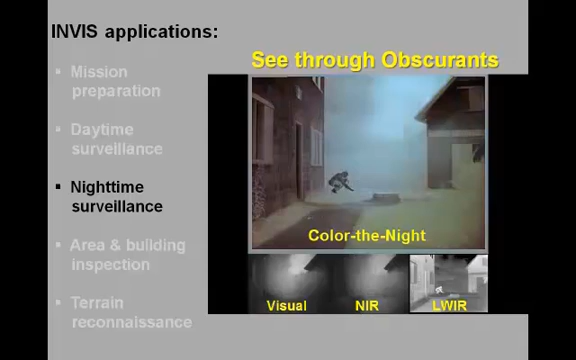 INVIS applications:
See through Obscurants
▪ Mission
preparation
▪ Daytime
surveillance
▪ Nighttime
surveillance
▪ Area & building
inspection
▪ Terrain
reconnaissance
Color-the-Night
Visual
NIR
LWIR